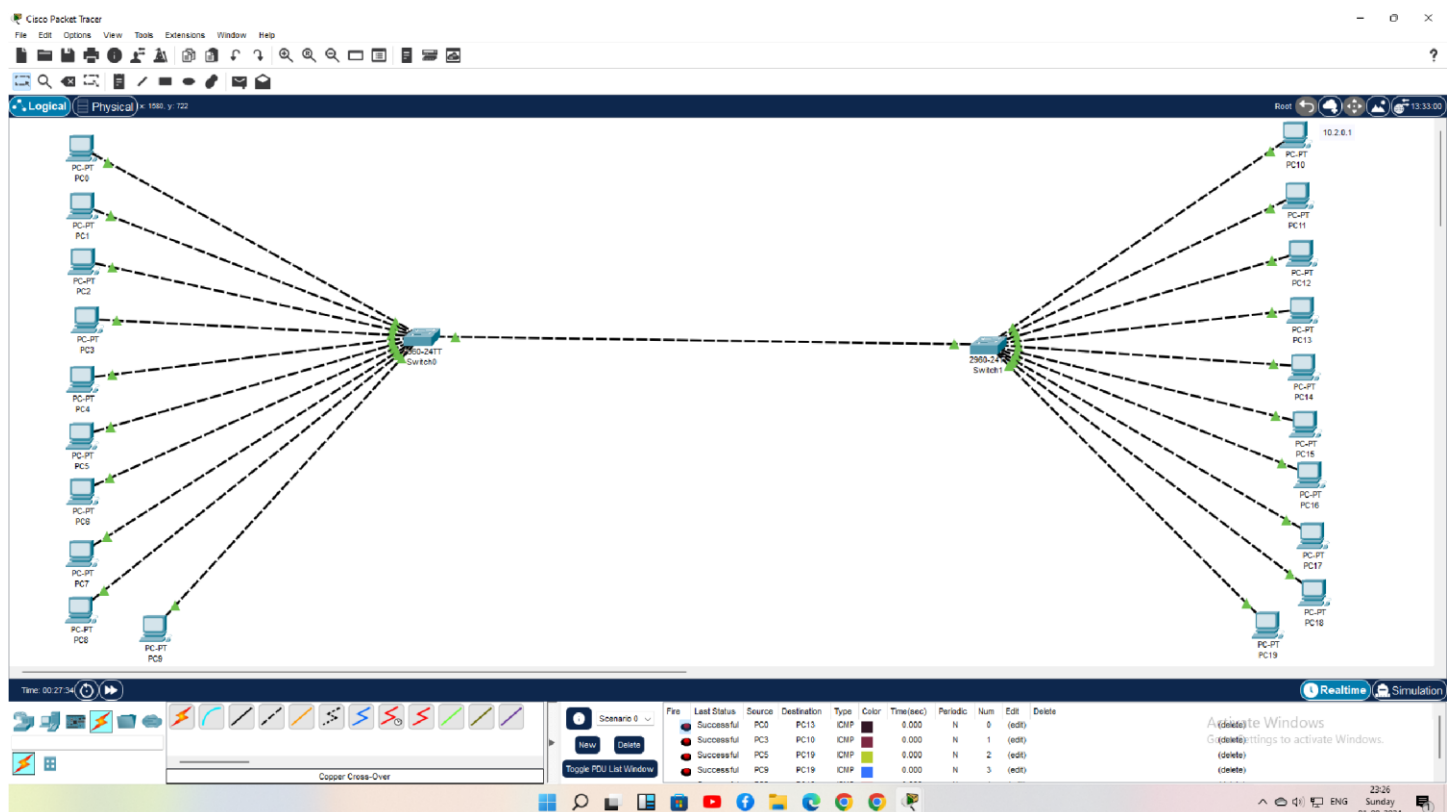 Cisco Packet Tracer
File Edit Options View Tools Extensions Window Help
?
Logical Physical x: 1580, y: 722
Root 13:33:00
10.2.0.1
PC-PT
PC0
PC-PT
PC1
PC-PT
PC2
PC-PT
PC3
PC-PT
PC4
PC-PT
PC5
PC-PT
PC6
PC-PT
PC7
PC-PT
PC8
PC-PT
PC9
960-24TT
Switch0
2960-24T
Switch1
PC-PT
PC10
PC-PT
PC11
PC-PT
PC12
PC-PT
PC13
PC-PT
PC14
PC-PT
PC15
PC-PT
PC16
PC-PT
PC17
PC-PT
PC18
PC-PT
PC19
Time: 00:27:34
Realtime Simulation
Copper Cross-Over
Scenario 0
New Delete
Toggle PDU List Window
Fire Last Status Source Destination Type Color Time(sec) Periodic Num Edit Delete
Successful PC0 PC13 ICMP 0.000 N 0 (edit) (delete)
Successful PC3 PC10 ICMP 0.000 N 1 (edit) (delete)
Successful PC5 PC19 ICMP 0.000 N 2 (edit) (delete)
Successful PC9 PC19 ICMP 0.000 N 3 (edit) (delete)
Windows
settings to activate Windows.
ENG
23:26
Sunday